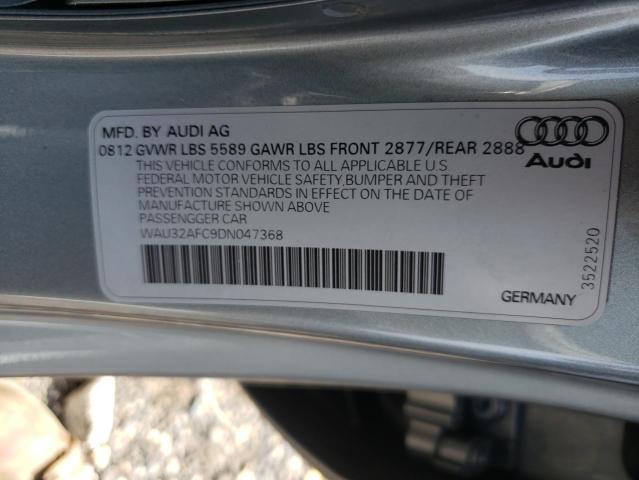 MFD. BY AUDI AG
0812 GVWR LBS 5589 GAWR LBS FRONT 2877/REAR 2888
THIS VEHICLE CONFORMS TO ALL APPLICABLE U.S.
FEDERAL MOTOR VEHICLE SAFETY,BUMPER AND THEFT
PREVENTION STANDARDS IN EFFECT ON THE DATE OF
MANUFACTURE SHOWN ABOVE
PASSENGGER CAR
WAU32AFC9DN047368
Audi
3522520
GERMANY